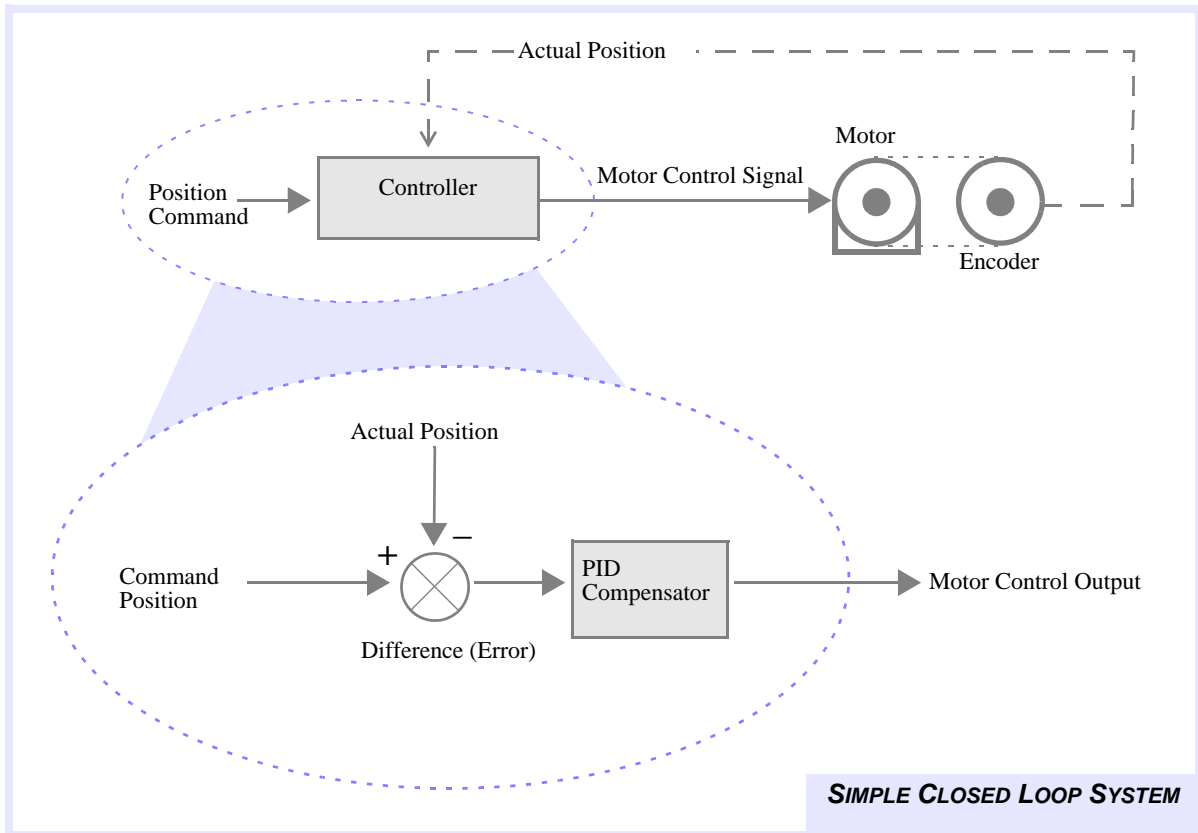 Actual Position
Motor
Position
Command
Controller
Motor Control Signal
Encoder
Actual Position
+
−
Command
Position
PID
Compensator
Motor Control Output
Difference (Error)
SIMPLE CLOSED LOOP SYSTEM